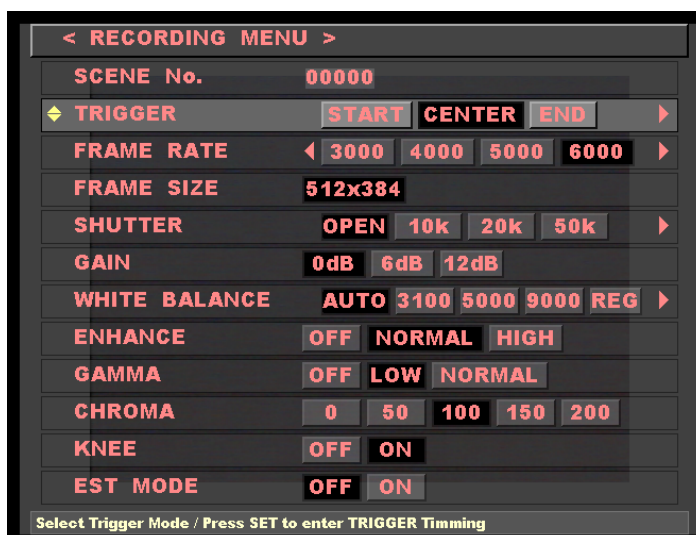 < RECORDING MENU >
SCENE No. 00000
TRIGGER START CENTER END
FRAME RATE 3000 4000 5000 6000
FRAME SIZE 512x384
SHUTTER OPEN 10k 20k 50k
GAIN 0dB 6dB 12dB
WHITE BALANCE AUTO 3100 5000 9000 REG
ENHANCE OFF NORMAL HIGH
GAMMA OFF LOW NORMAL
CHROMA 0 50 100 150 200
KNEE OFF ON
EST MODE OFF ON
Select Trigger Mode / Press SET to enter TRIGGER Timming